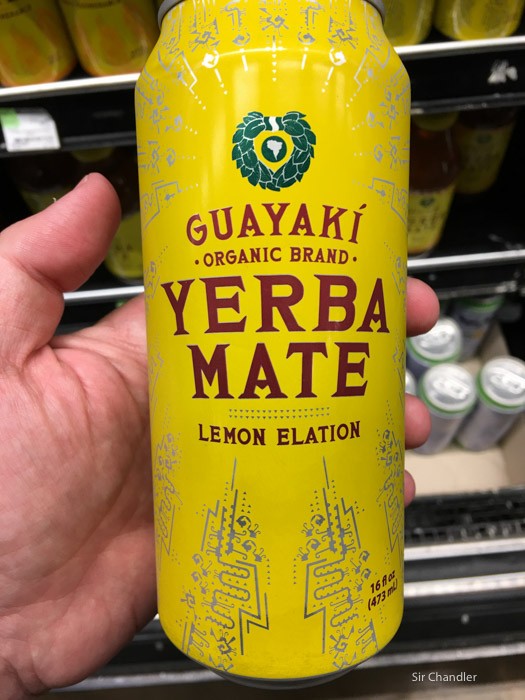 GUAYAKÍ
·ORGANIC BRAND·
YERBA
MATE
LEMON ELATION
16 fl oz
(473 mL)
Sir Chandler